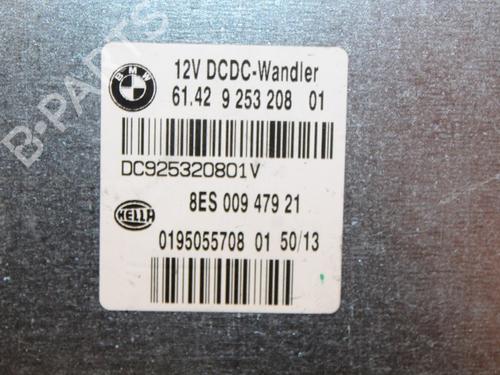 BMW
12V DCDC-Wandler
61.42 9 253 208 01
DC925320801V
8ES 009 479 21
HELLA
0195055708 01 50/13
B-PARTS